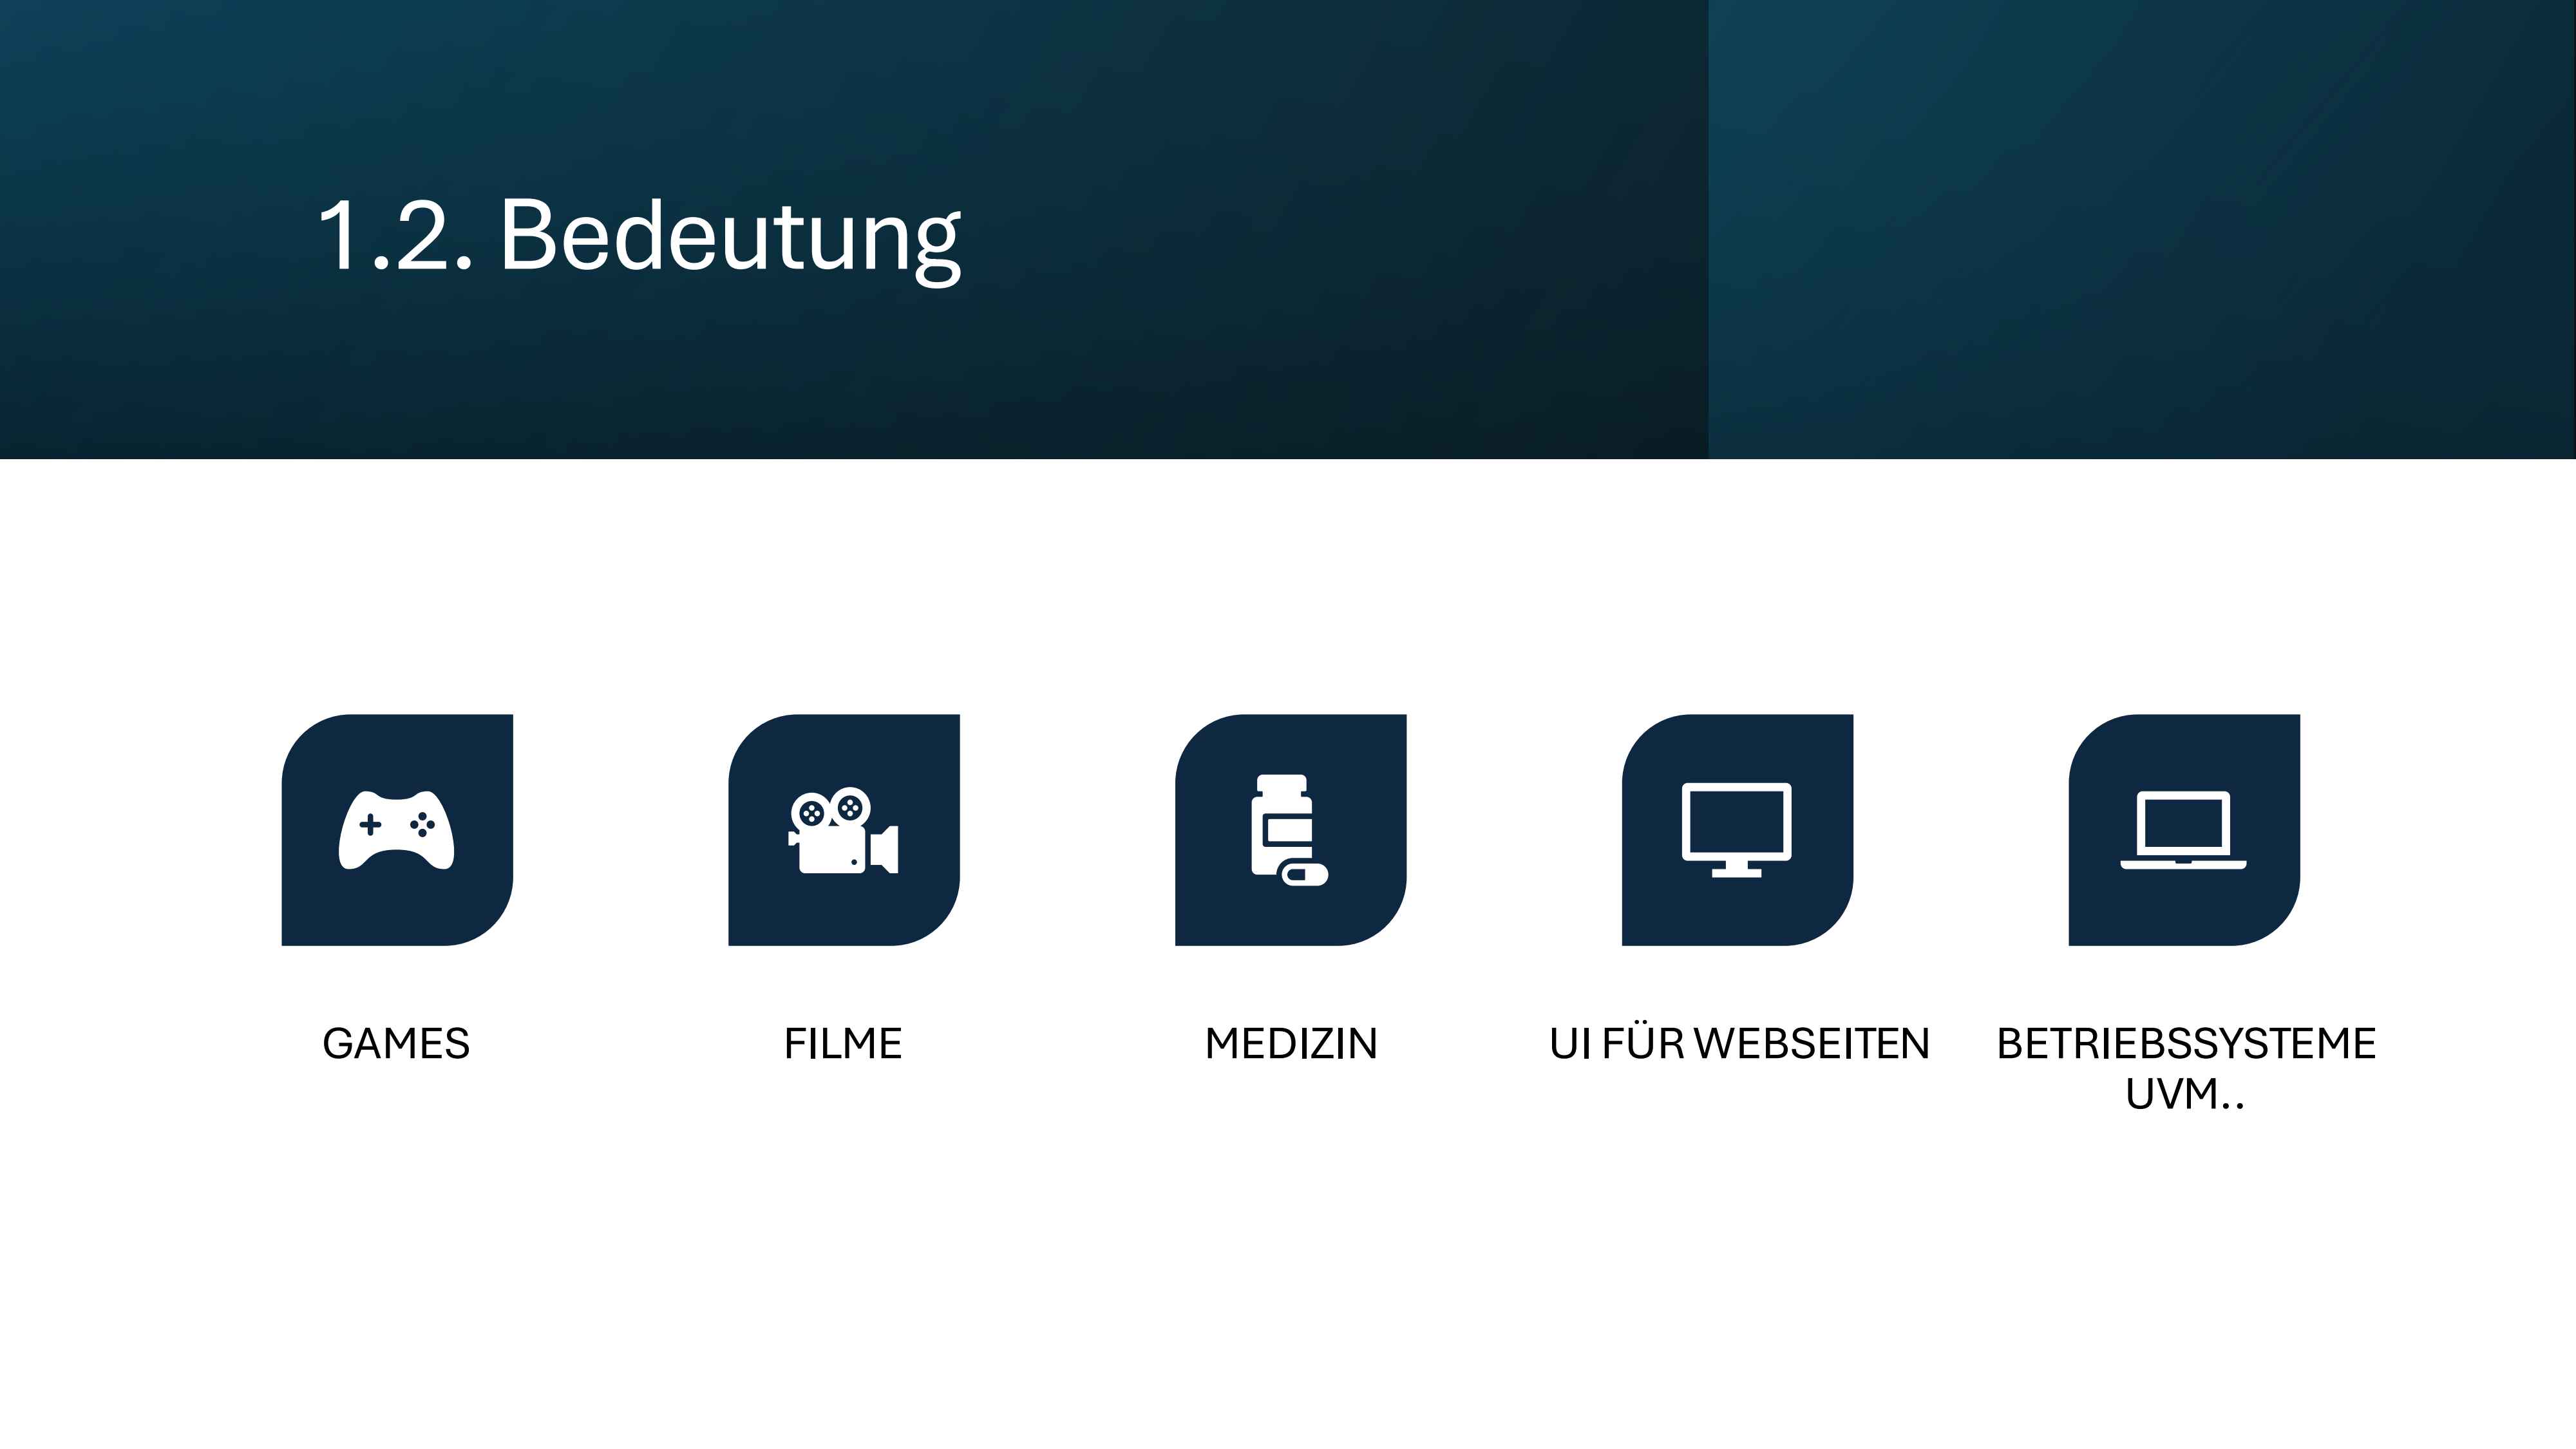 1.2. Bedeutung
GAMES
FILME
MEDIZIN
UI FÜR WEBSEITEN
BETRIEBSSYSTEME
UVM..